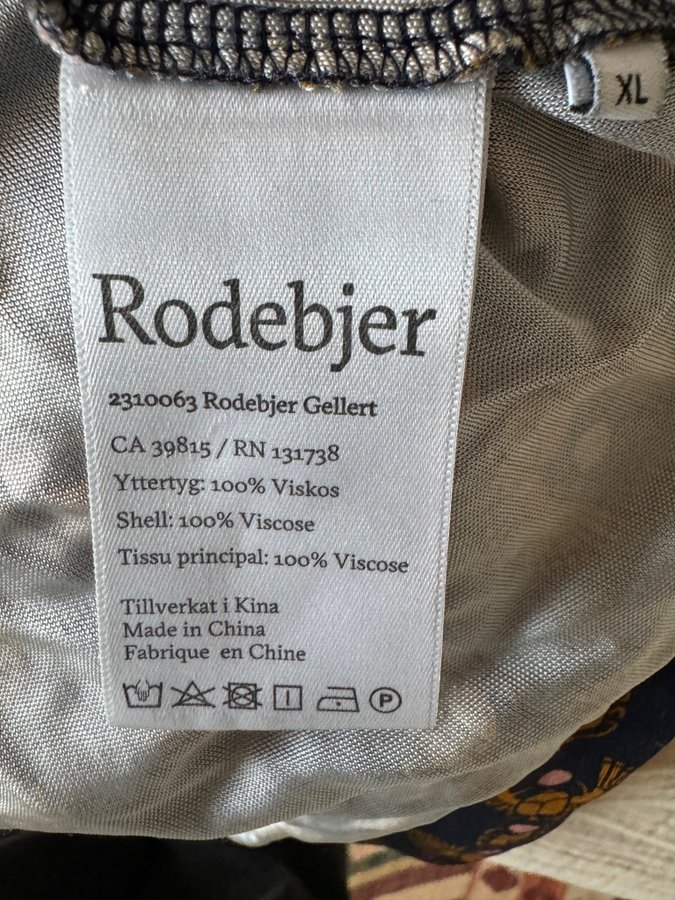 XL
Rodebjer
2310063 Rodebjer Gellert
CA 39815 / RN 131738
Yttertyg: 100% Viskos
Shell: 100% Viscose
Tissu principal: 100% Viscose
Tillverkat i Kina
Made in China
Fabrique en Chine
P